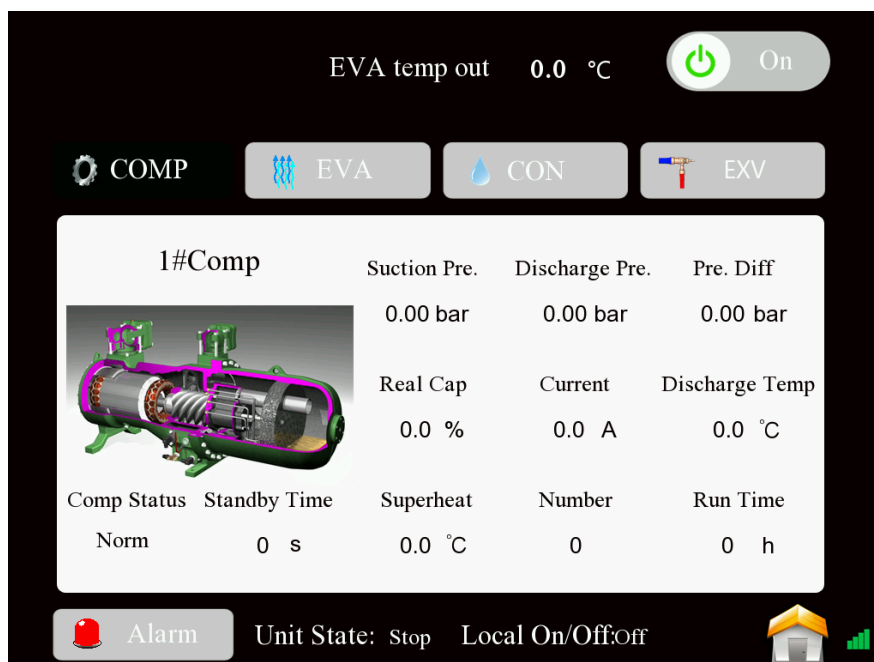 EVA temp out 0.0 °C On
COMP EVA CON EXV
1#Comp
Suction Pre. Discharge Pre. Pre. Diff
0.00 bar 0.00 bar 0.00 bar
Real Cap Current Discharge Temp
0.0 % 0.0 A 0.0 °C
Comp Status Standby Time Superheat Number Run Time
Norm 0 s 0.0 °C 0 0 h
Alarm Unit State: Stop Local On/Off:Off